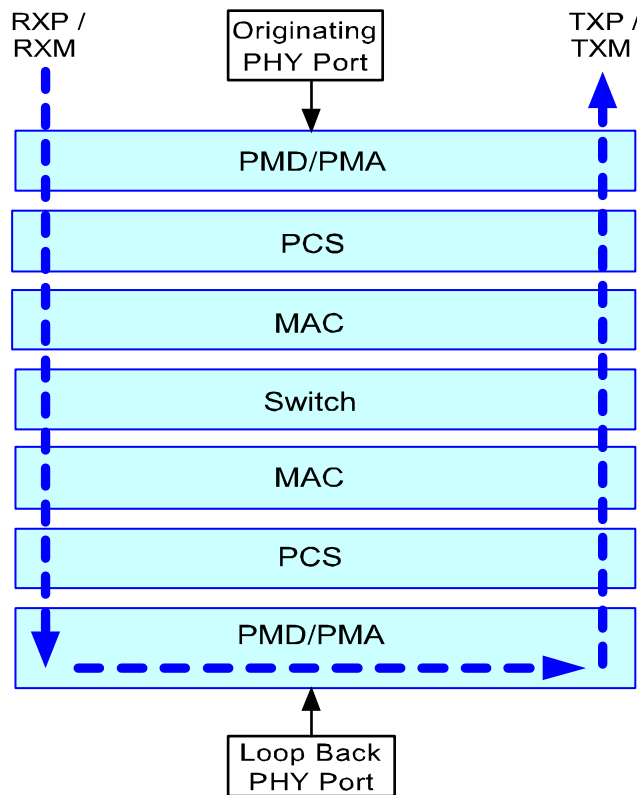 RXP /
RXM
Originating
PHY Port
TXP /
TXM
PMD/PMA
PCS
MAC
Switch
MAC
PCS
PMD/PMA
Loop Back
PHY Port